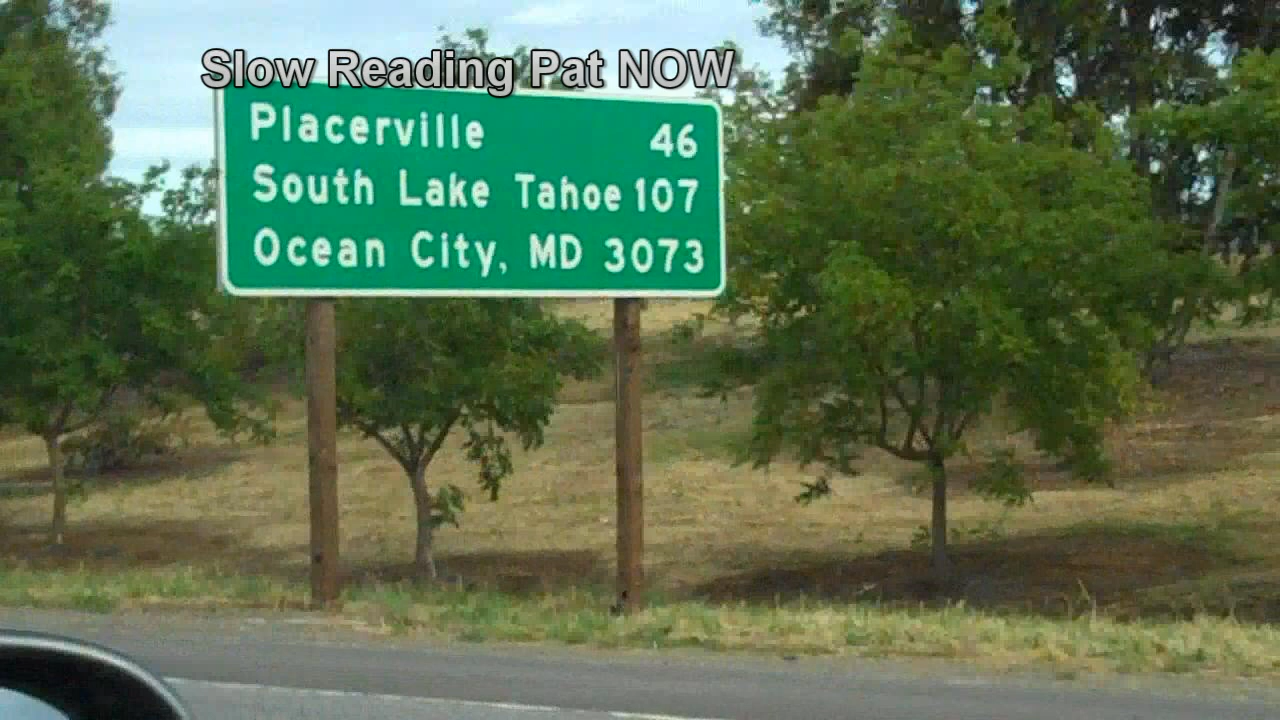 Slow Reading Pat NOW
Placerville 46
South Lake Tahoe 107
Ocean City, MD 3073